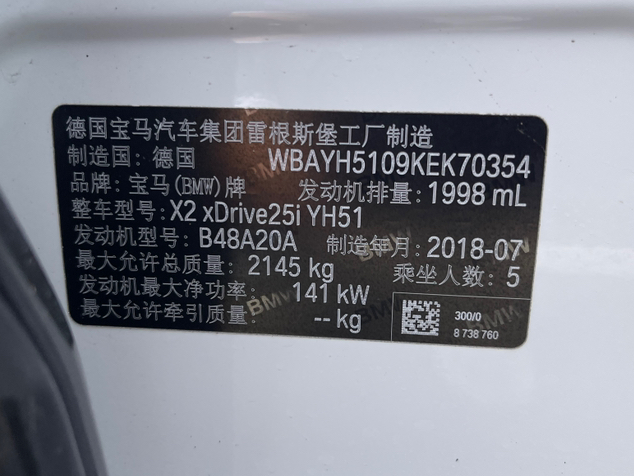 德国宝马汽车集团雷根斯堡工厂制造
制造国：德国 WBAYH5109KEK70354
品牌：宝马(BMW)牌 发动机排量：1998 mL
整车型号：X2 xDrive25i YH51
发动机型号：B48A20A 制造年月：2018-07
最大允许总质量：2145 kg 乘坐人数：5
发动机最大净功率： 141 kW
最大允许牵引质量： -- kg
300/0
8 738 760